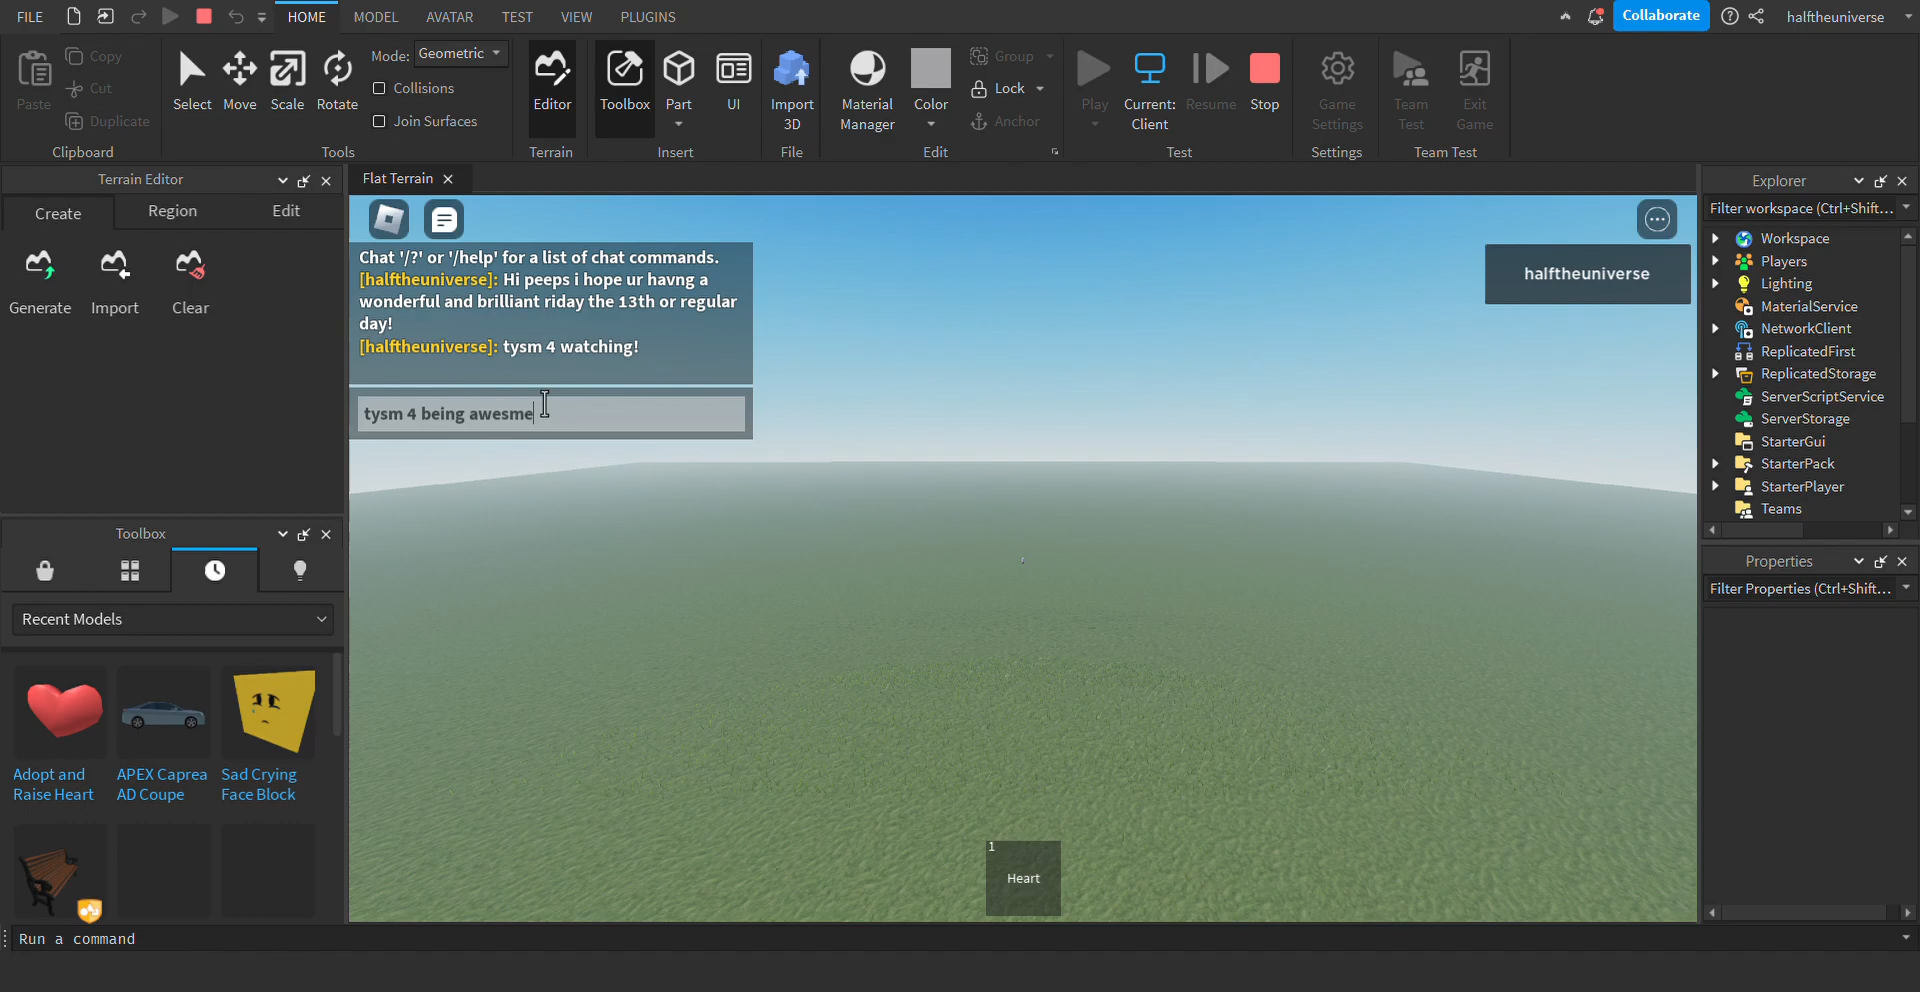 FILE HOME MODEL AVATAR TEST VIEW PLUGINS Collaborate halftheuniverse
Paste Copy Cut Duplicate Clipboard
Select Move Scale Rotate Mode: Geometric Collisions Join Surfaces Tools
Editor Terrain
Toolbox Part UI Insert
Import 3D File
Material Manager Color Group Lock Anchor Edit
Play Current: Client Resume Stop Test
Game Settings Settings
Team Test Exit Game Team Test
Terrain Editor
Create Region Edit
Generate Import Clear
Toolbox
Recent Models
Adopt and Raise Heart
APEX Caprea AD Coupe
Sad Crying Face Block
Flat Terrain
Chat '/?' or '/help' for a list of chat commands.
[halftheuniverse]: Hi peeps i hope ur havng a
wonderful and brilliant riday the 13th or regular
day!
[halftheuniverse]: tysm 4 watching!
tysm 4 being awesme
halftheuniverse
1
Heart
Explorer
Filter workspace (Ctrl+Shift...
Workspace
Players
Lighting
MaterialService
NetworkClient
ReplicatedFirst
ReplicatedStorage
ServerScriptService
ServerStorage
StarterGui
StarterPack
StarterPlayer
Teams
Properties
Filter Properties (Ctrl+Shift...
Run a command